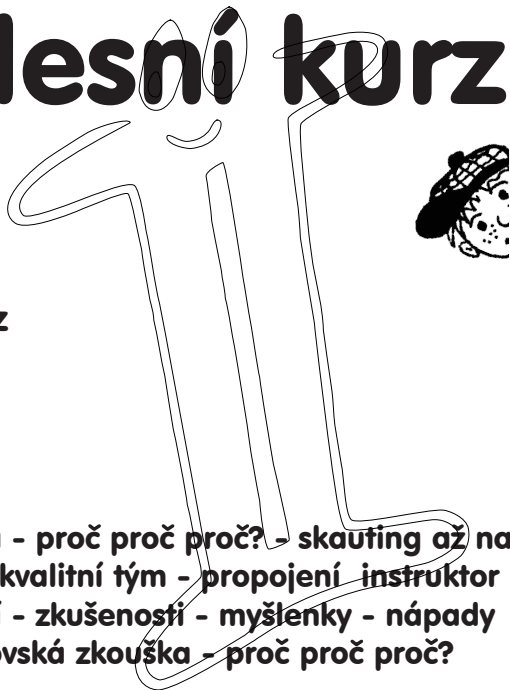 lesní kurz
z
- proč proč proč? - skauting až na
kvalitní tým - propojení instruktor
í - zkušenosti - myšlenky - nápady
ovská zkouška - proč proč proč?